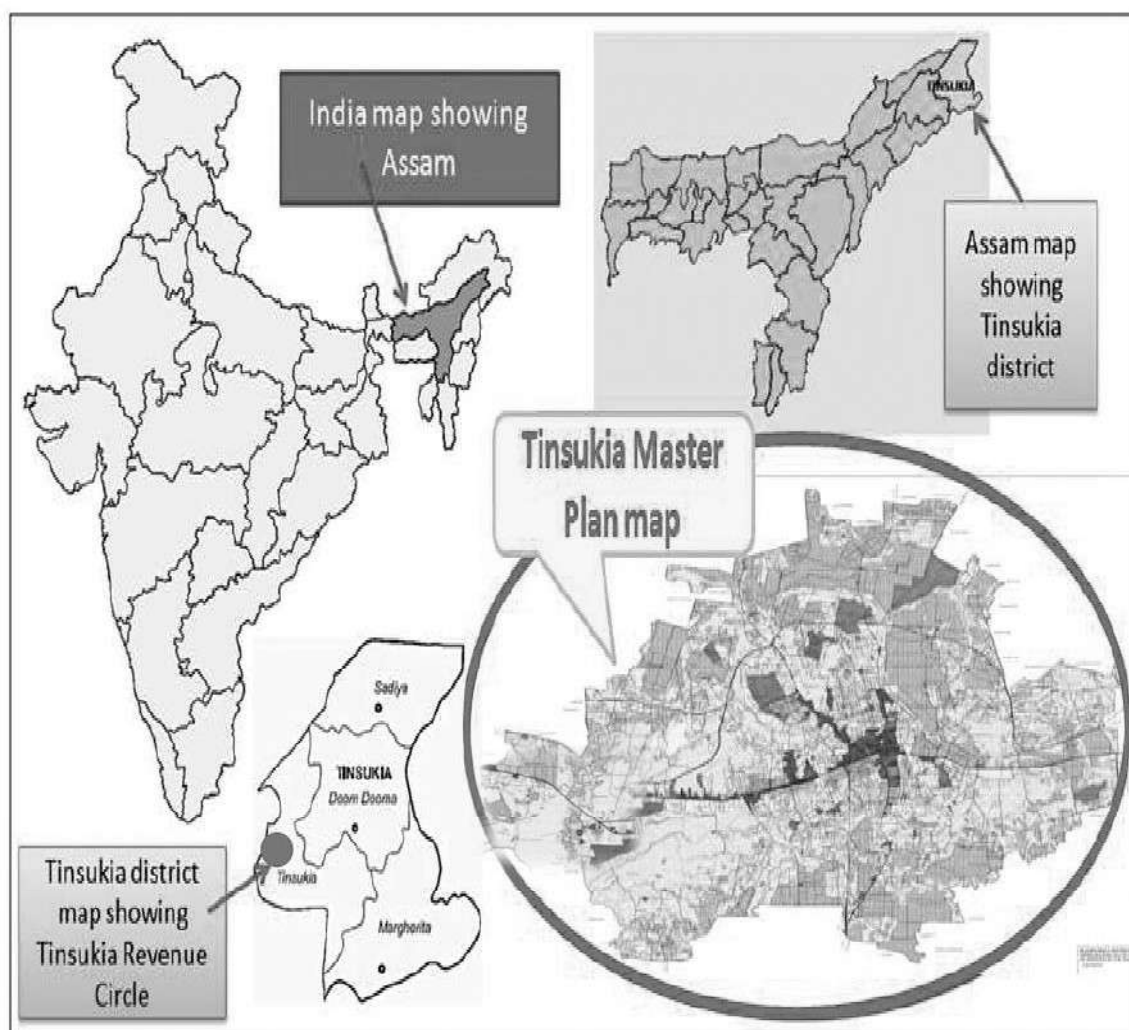 India map showing
Assam
TINSUKIA
Assam map
showing
Tinsukia
district
Tinsukia Master
Plan map
Sadiya
TINSUKIA
Doom Dooma
Tinsukia
Margherita
Tinsukia district
map showing
Tinsukia Revenue
Circle